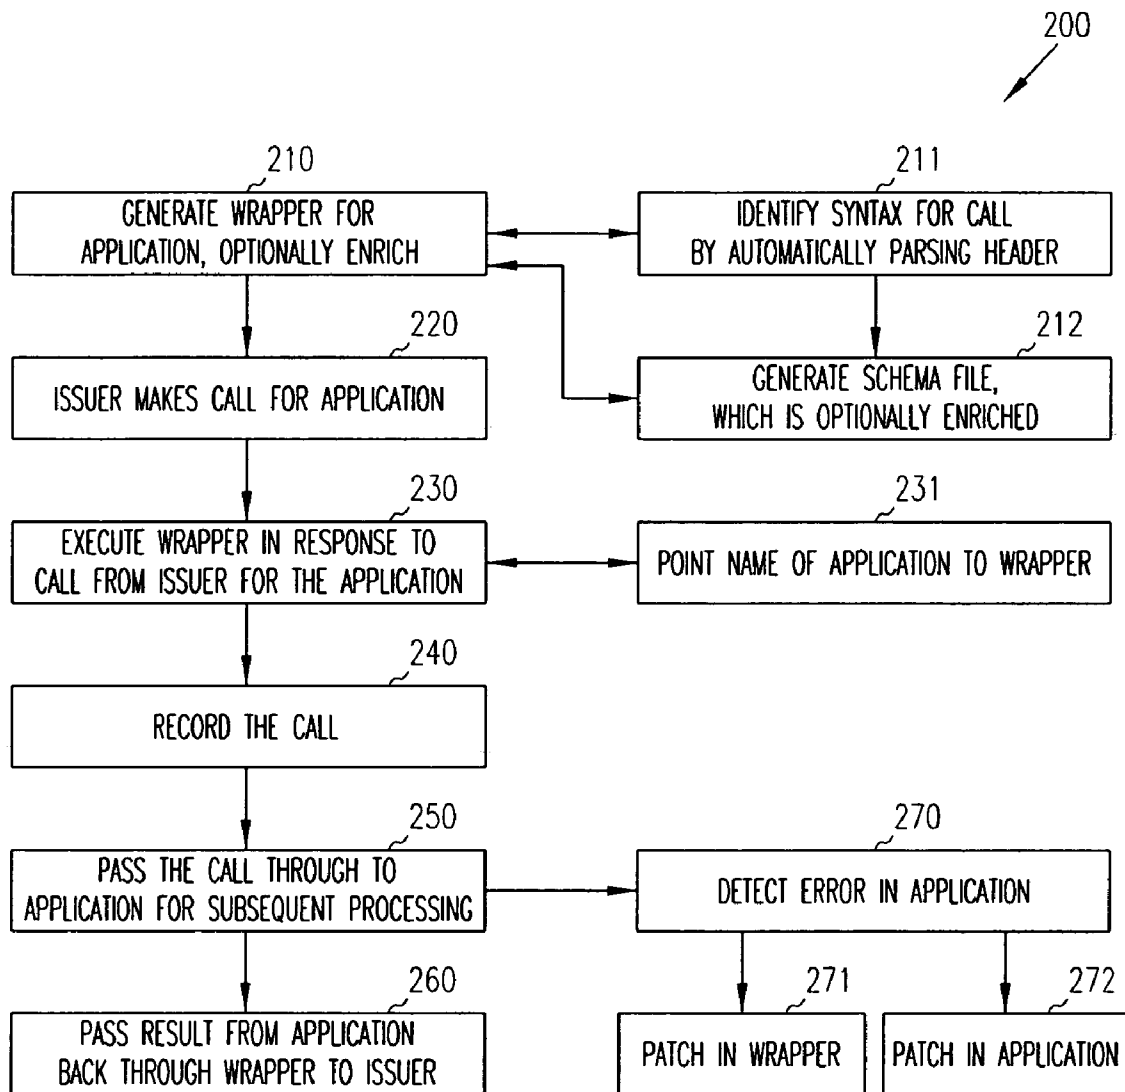 200
210
GENERATE WRAPPER FOR
APPLICATION, OPTIONALLY ENRICH
211
IDENTIFY SYNTAX FOR CALL
BY AUTOMATICALLY PARSING HEADER
220
ISSUER MAKES CALL FOR APPLICATION
212
GENERATE SCHEMA FILE,
WHICH IS OPTIONALLY ENRICHED
230
EXECUTE WRAPPER IN RESPONSE TO
CALL FROM ISSUER FOR THE APPLICATION
231
POINT NAME OF APPLICATION TO WRAPPER
240
RECORD THE CALL
250
PASS THE CALL THROUGH TO
APPLICATION FOR SUBSEQUENT PROCESSING
270
DETECT ERROR IN APPLICATION
260
PASS RESULT FROM APPLICATION
BACK THROUGH WRAPPER TO ISSUER
271
PATCH IN WRAPPER
272
PATCH IN APPLICATION